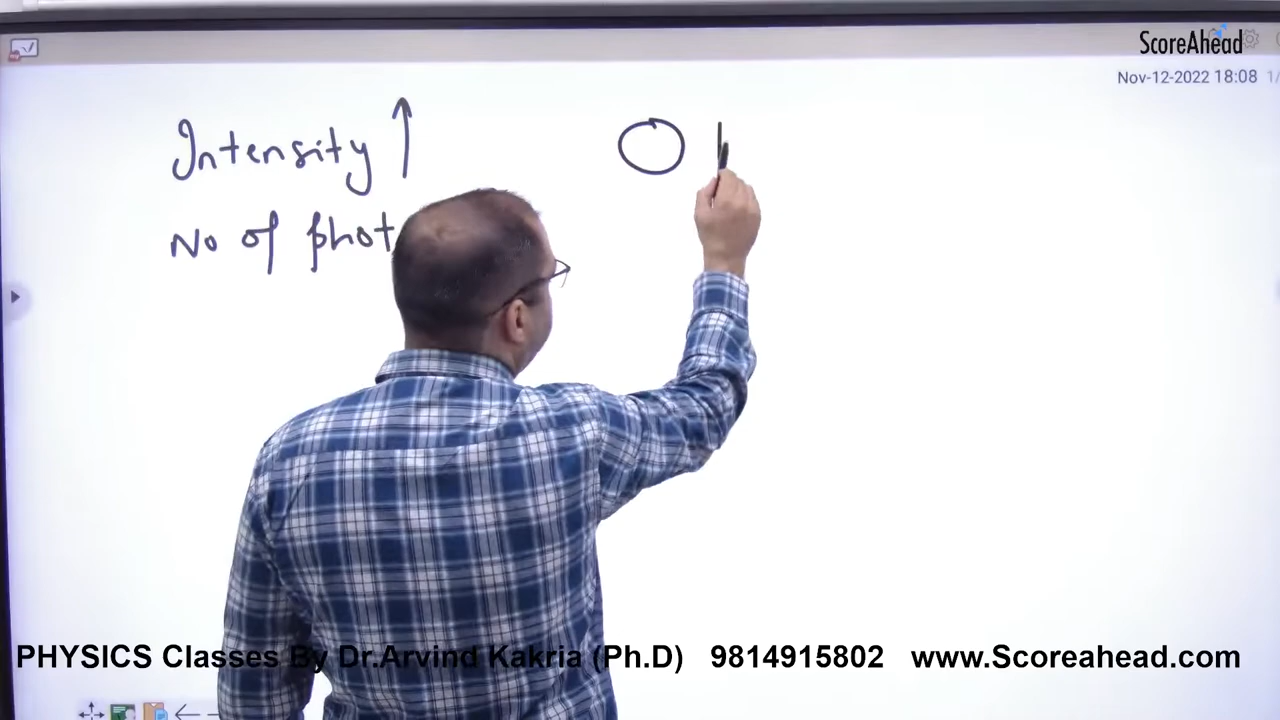 ScoreAhead
Nov-12-2022 18:08
Intensity ↑
No of phot
PHYSICS Classes By Dr.Arvind Kakria (Ph.D) 9814915802 www.Scoreahead.com